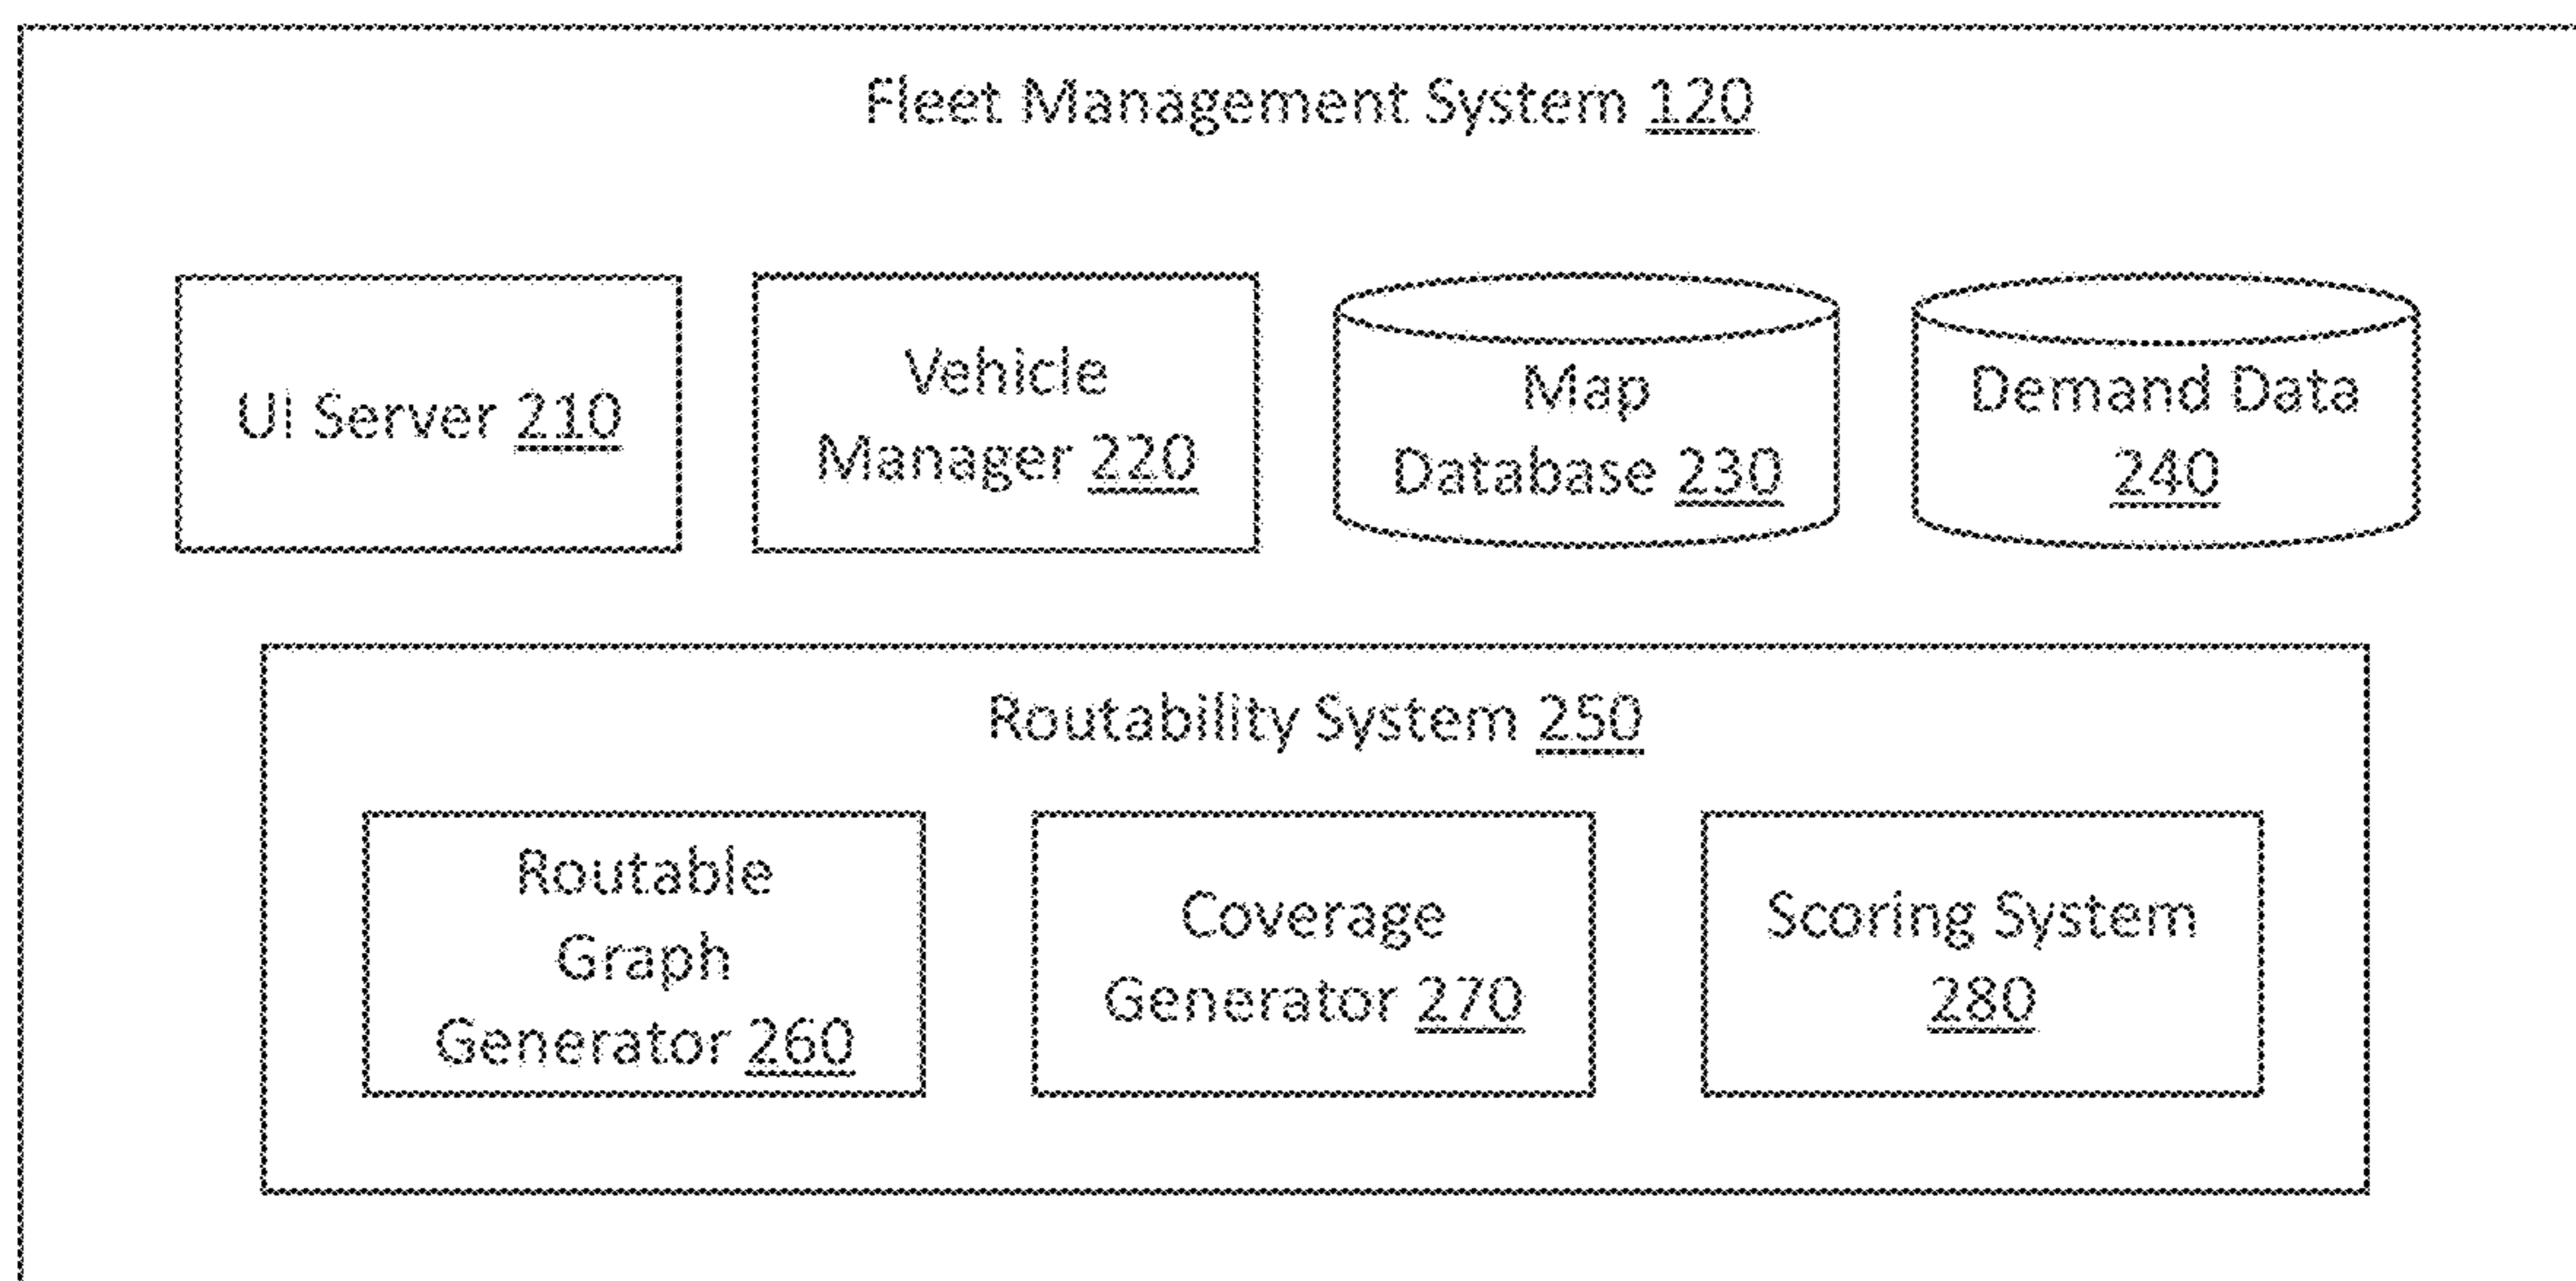 Fleet Management System 120
UI Server 210
Vehicle
Manager 220
Map
Database 230
Demand Data
240
Routability System 250
Routable
Graph
Generator 260
Coverage
Generator 270
Scoring System
280